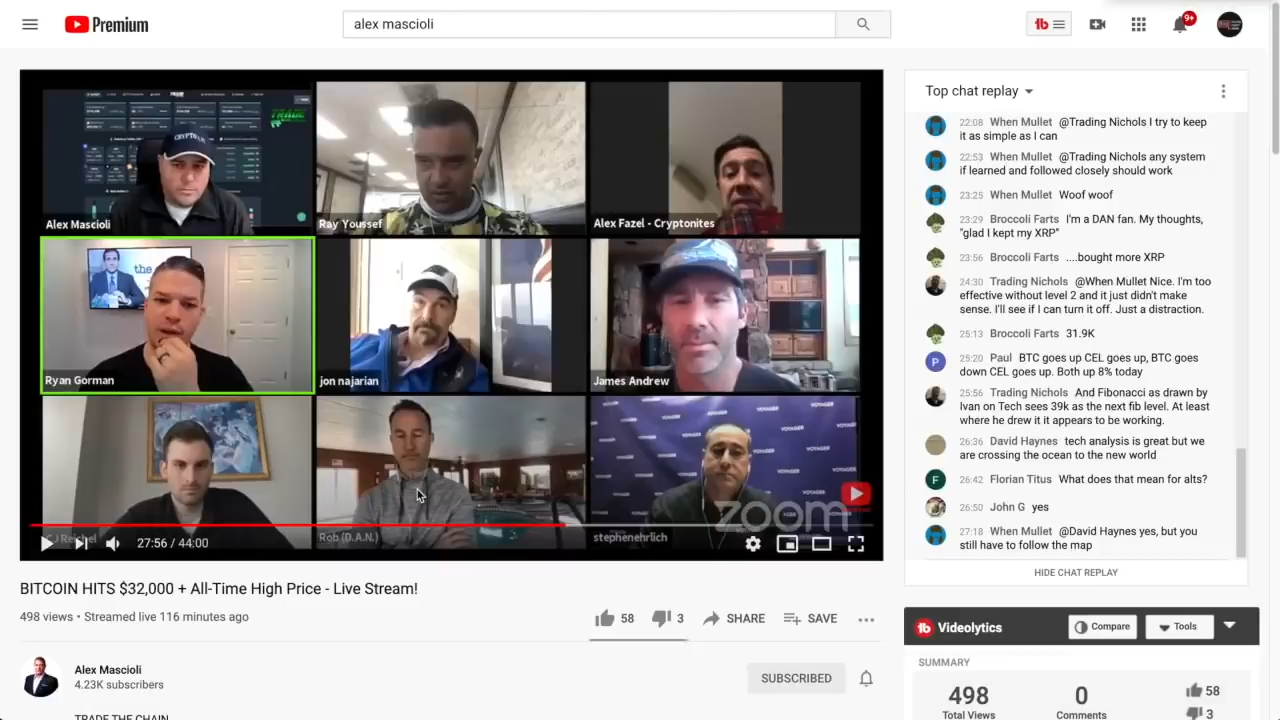 Premium
alex mascioli
9+
CRYPTO AM
TRADE
Alex Mascioli
Ray Youssef
Alex Fazel - Cryptonites
the
Ryan Gorman
jon najarian
James Andrew
CJ Reichel
Rob (D.A.N.)
VOYAGER
zoom
stephenehrlich
27:56 / 44:00
BITCOIN HITS $32,000 + All-Time High Price - Live Stream!
498 views • Streamed live 116 minutes ago
58
3
SHARE
SAVE
Alex Mascioli
4.23K subscribers
SUBSCRIBED
TRADE THE CHAIN
Top chat replay
22:08 When Mullet @Trading Nichols I try to keep
it as simple as I can
22:53 When Mullet @Trading Nichols any system
if learned and followed closely should work
23:25 When Mullet Woof woof
23:29 Broccoli Farts I'm a DAN fan. My thoughts,
"glad I kept my XRP"
23:56 Broccoli Farts ....bought more XRP
24:30 Trading Nichols @When Mullet Nice. I'm too
effective without level 2 and it just didn't make
sense. I'll see if I can turn it off. Just a distraction.
25:13 Broccoli Farts 31.9K
P
25:20 Paul BTC goes up CEL goes up, BTC goes
down CEL goes up. Both up 8% today
25:56 Trading Nichols And Fibonacci as drawn by
Ivan on Tech sees 39k as the next fib level. At least
where he drew it it appears to be working.
26:36 David Haynes tech analysis is great but we
are crossing the ocean to the new world
F
26:42 Florian Titus What does that mean for alts?
26:50 John G yes
27:18 When Mullet @David Haynes yes, but you
still have to follow the map
HIDE CHAT REPLAY
Videolytics
Compare
Tools
SUMMARY
498
Total Views
0
Comments
58
3